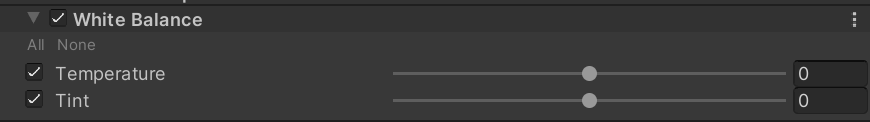 White Balance
All None
Temperature 0
Tint 0